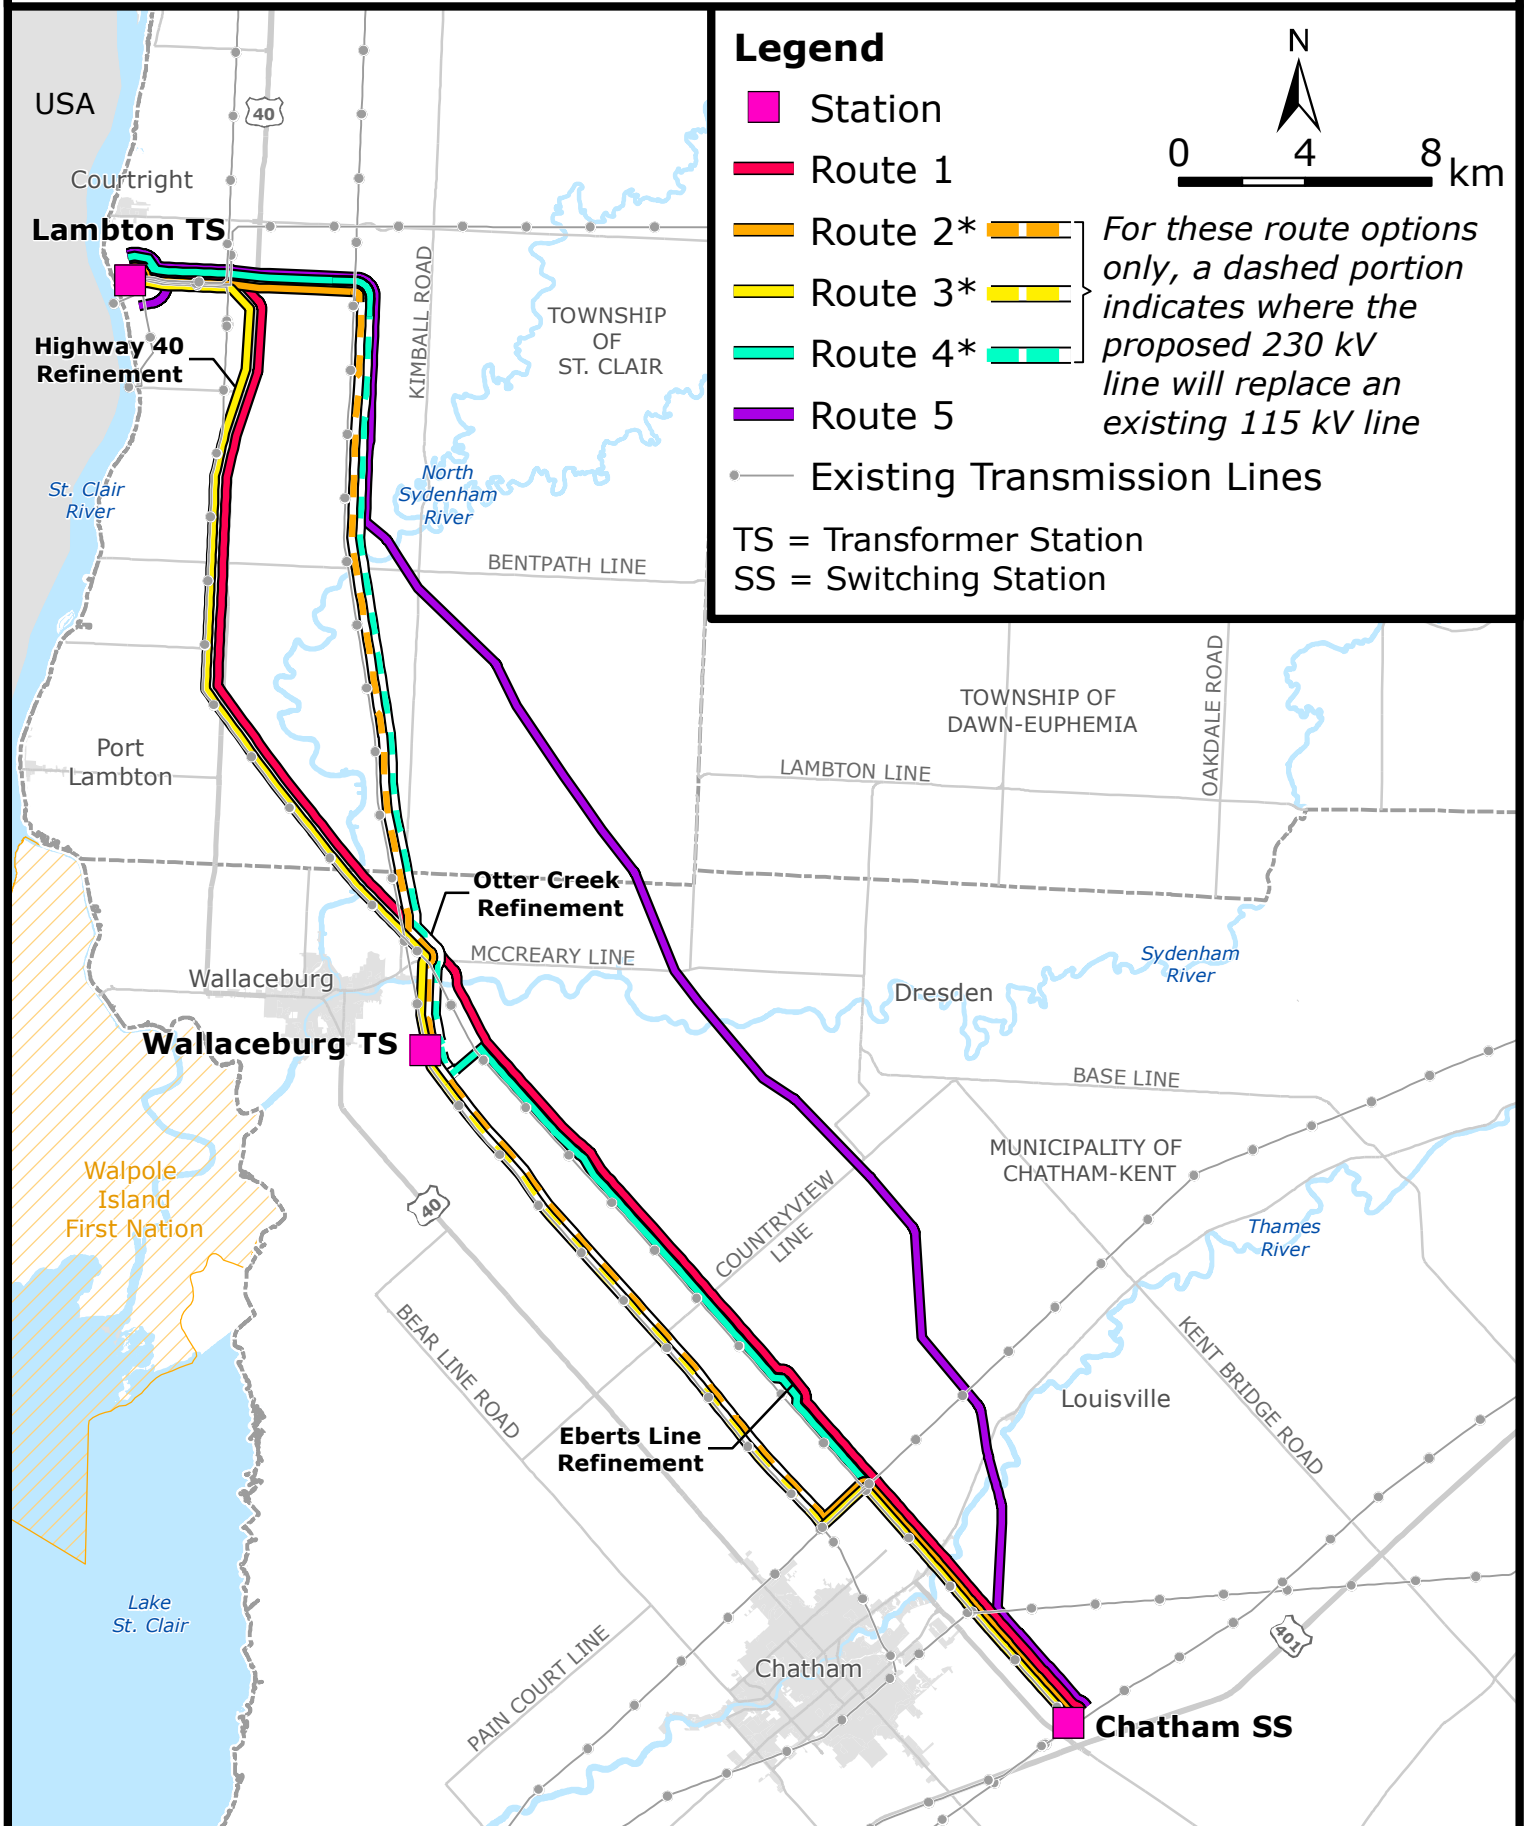 Legend
N
0 4 8 km
Station
Route 1
Route 2*
Route 3*
Route 4*
Route 5
For these route options
only, a dashed portion
indicates where the
proposed 230 kV
line will replace an
existing 115 kV line
Existing Transmission Lines
TS = Transformer Station
SS = Switching Station
USA
40
Courtright
Lambton TS
Highway 40
Refinement
KIMBALL ROAD
TOWNSHIP
OF
ST. CLAIR
St. Clair
River
North
Sydenham
River
BENTPATH LINE
TOWNSHIP OF
DAWN-EUPHEMIA
OAKDALE ROAD
Port
Lambton
LAMBTON LINE
Otter Creek
Refinement
MCCREARY LINE
Sydenham
River
Wallaceburg
Dresden
Wallaceburg TS
BASE LINE
MUNICIPALITY OF
CHATHAM-KENT
Walpole
Island
First Nation
40
COUNTRYVIEW
LINE
Thames
River
BEAR LINE ROAD
KENT BRIDGE ROAD
Louisville
Eberts Line
Refinement
Lake
St. Clair
PAIN COURT LINE
401
Chatham
Chatham SS